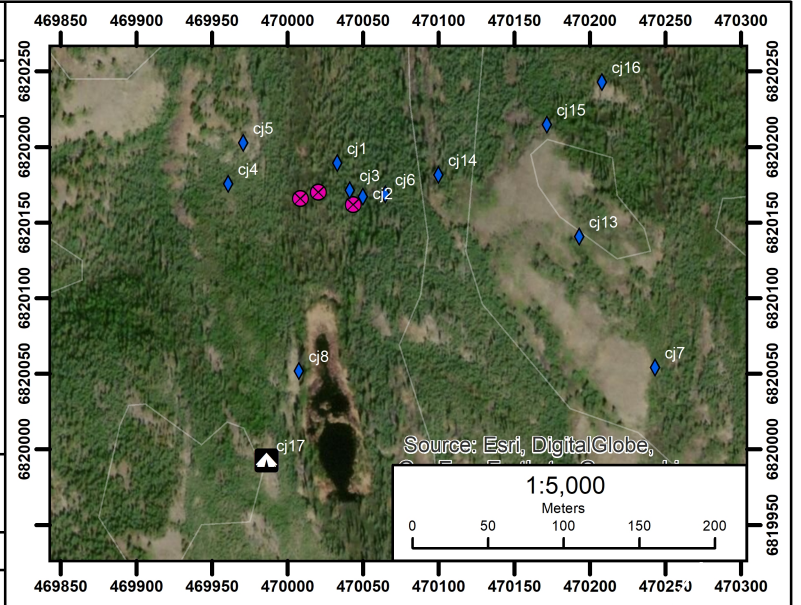 469850 469900 469950 470000 470050 470100 470150 470200 470250 470300
6820250 6820250
cj16
cj15
6820200 6820200
cj5
cj1
cj14
cj4
cj3
cj6
cj2
6820150 6820150
cj13
6820100 6820100
cj8
cj7
6820050 6820050
cj17
Source: Esri, DigitalGlobe,
6820000 6820000
1:5,000
Meters
0 50 100 150 200
6819950 6819950
469850 469900 469950 470000 470050 470100 470150 470200 470250 470300